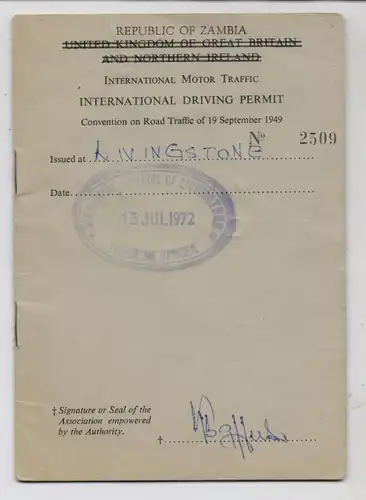 REPUBLIC OF ZAMBIA
UNITED KINGDOM OF GREAT BRITAIN
AND NORTHERN IRELAND
INTERNATIONAL MOTOR TRAFFIC
INTERNATIONAL DRIVING PERMIT
Convention on Road Traffic of 19 September 1949
No 2509
Issued at LIVINGSTONE
Date
13 JUL 1972
† Signature or Seal of the
Association empowered
by the Authority.
†